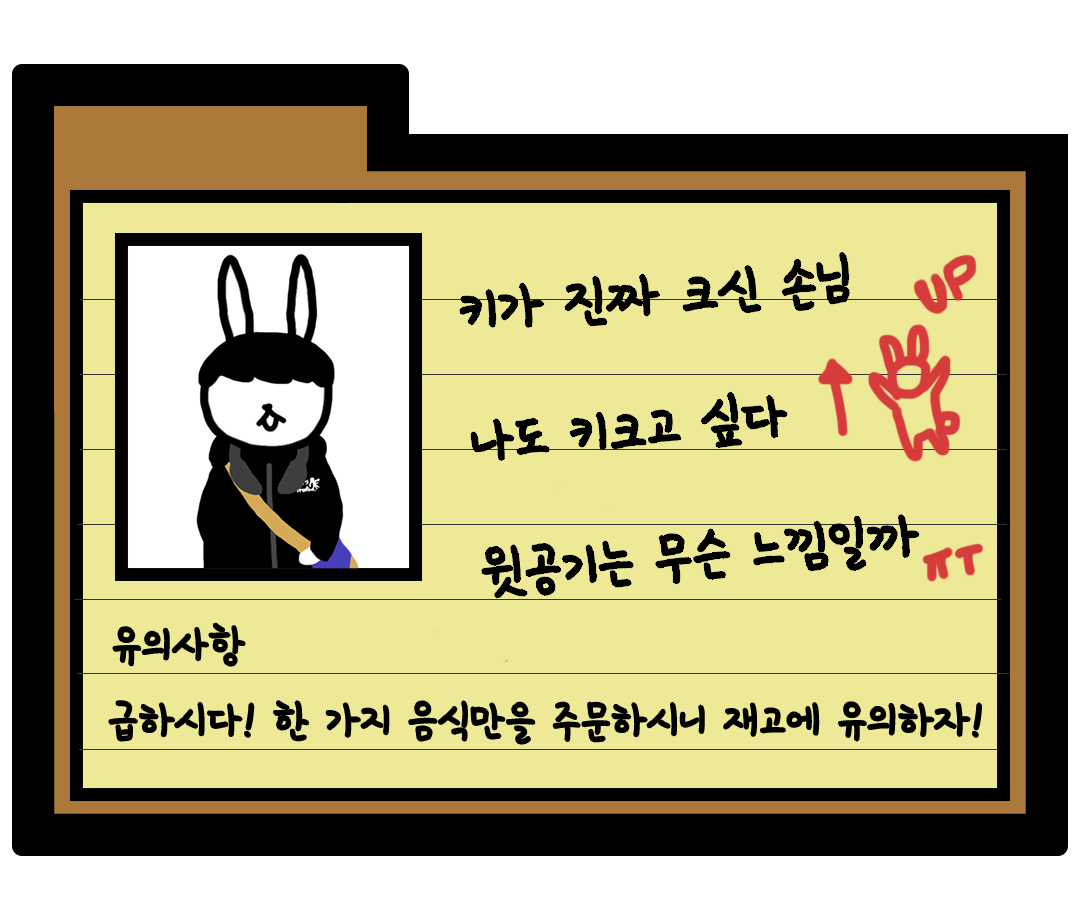 키가 진짜 크신 손님
UP
나도 키크고 싶다
윗공기는 무슨 느낌일까
ㅠㅜ
유의사항
급하시다! 한 가지 음식만을 주문하시니 재고에 유의하자!